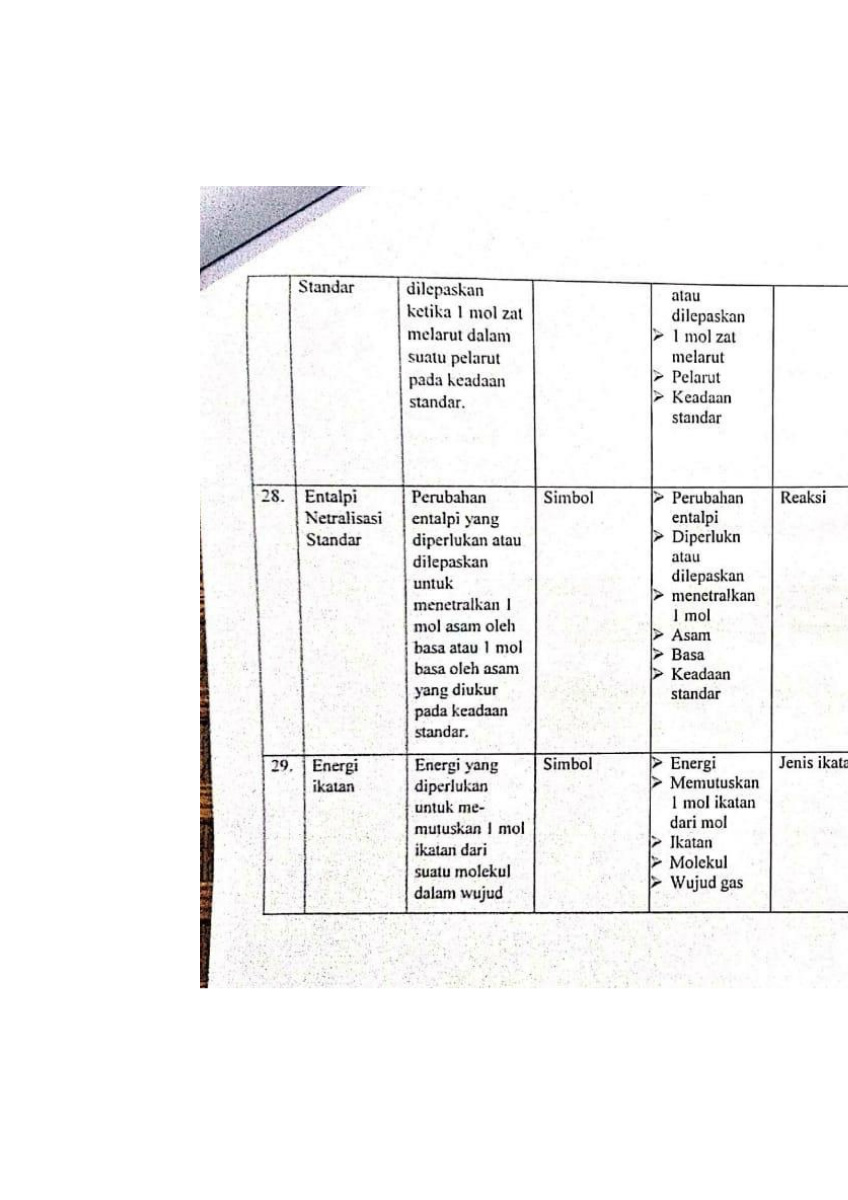 Standar
dilepaskan
ketika 1 mol zat
melarut dalam
suatu pelarut
pada keadaan
standar.
atau
dilepaskan
➢ 1 mol zat
melarut
➢ Pelarut
➢ Keadaan
standar
28.
Entalpi
Netralisasi
Standar
Perubahan
entalpi yang
diperlukan atau
dilepaskan
untuk
menetralkan 1
mol asam oleh
basa atau 1 mol
basa oleh asam
yang diukur
pada keadaan
standar.
Simbol
➢ Perubahan
entalpi
➢ Diperlukn
atau
dilepaskan
➢ menetralkan
1 mol
➢ Asam
➢ Basa
➢ Keadaan
standar
Reaksi
29.
Energi
ikatan
Energi yang
diperlukan
untuk me-
mutuskan 1 mol
ikatan dari
suatu molekul
dalam wujud
Simbol
➢ Energi
➢ Memutuskan
1 mol ikatan
dari mol
➢ Ikatan
➢ Molekul
➢ Wujud gas
Jenis ikata